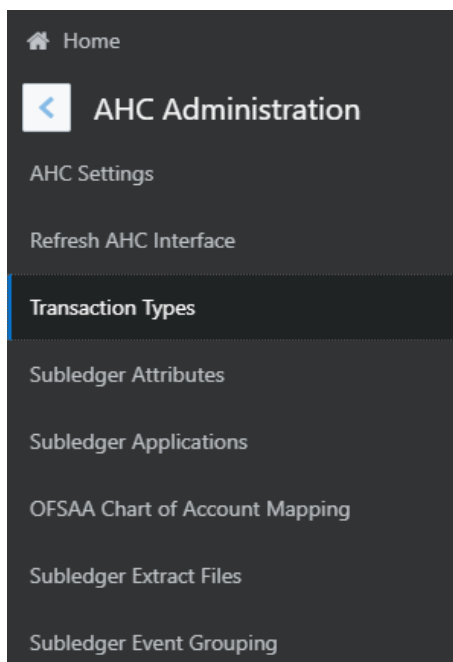 Home
AHC Administration
AHC Settings
Refresh AHC Interface
Transaction Types
Subledger Attributes
Subledger Applications
OFSAA Chart of Account Mapping
Subledger Extract Files
Subledger Event Grouping